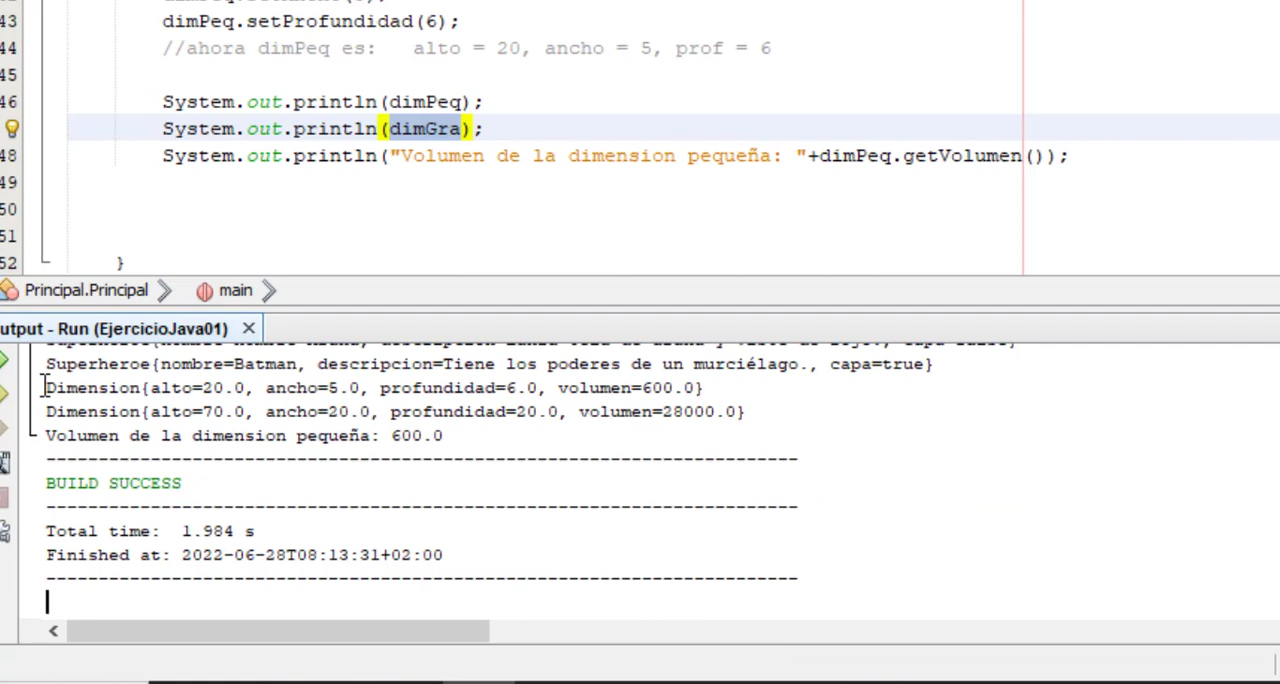 43 dimPeq.setProfundidad(6);
44 //ahora dimPeq es:   alto = 20, ancho = 5, prof = 6
45
46 System.out.println(dimPeq);
System.out.println(dimGra);
48 System.out.println("Volumen de la dimension pequeña: "+dimPeq.getVolumen());
49
50
51
52 }
Principal.Principal main
utput - Run (EjercicioJava01)
Superheroe{nombre=Batman, descripcion=Tiene los poderes de un murciélago., capa=true}
Dimension{alto=20.0, ancho=5.0, profundidad=6.0, volumen=600.0}
Dimension{alto=70.0, ancho=20.0, profundidad=20.0, volumen=28000.0}
Volumen de la dimension pequeña: 600.0
------------------------------------------------------------------------
BUILD SUCCESS
------------------------------------------------------------------------
Total time:  1.984 s
Finished at: 2022-06-28T08:13:31+02:00
------------------------------------------------------------------------